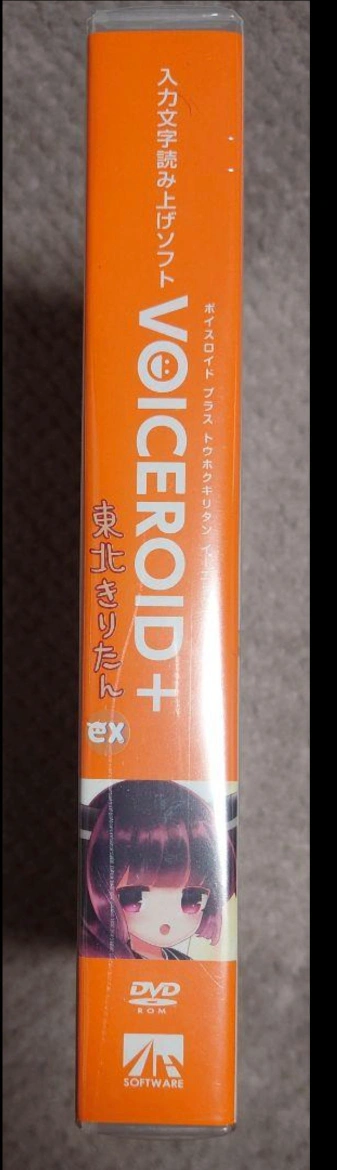 入力文字読み上げソフト
VOICEROID+
ボイスロイド プラス トウホクキリタン
東北きりたん
ex
DVD
ROM
SOFTWARE